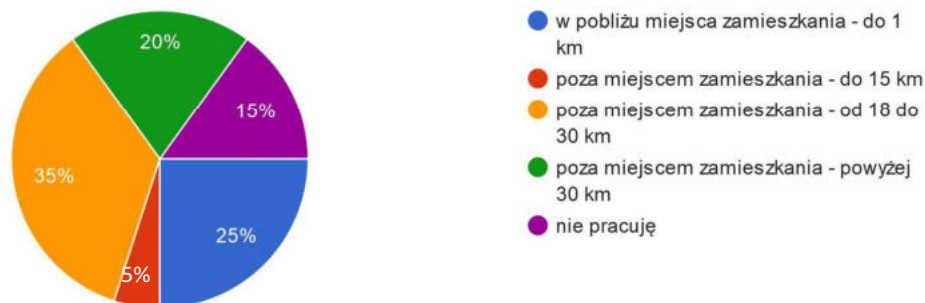 20%
15%
35%
25%
5%
w pobliżu miejsca zamieszkania - do 1
km
poza miejscem zamieszkania - do 15 km
poza miejscem zamieszkania - od 18 do
30 km
poza miejscem zamieszkania - powyżej
30 km
nie pracuję